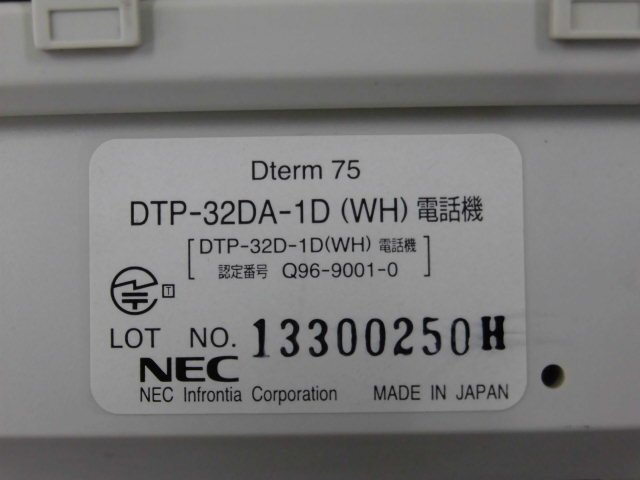 Dterm 75
DTP-32DA-1D (WH) 電話機
[DTP-32D-1D(WH) 電話機
認定番号 Q96-9001-0]
T
LOT NO. 13300250H
NEC
NEC Infrontia Corporation MADE IN JAPAN